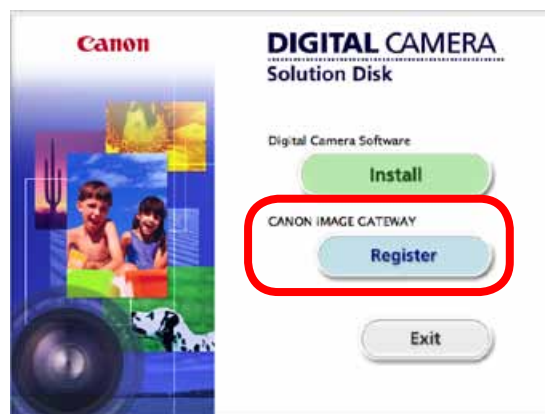 Canon
DIGITAL CAMERA
Solution Disk
Digital Camera Software
Install
CANON iMAGE GATEWAY
Register
Exit